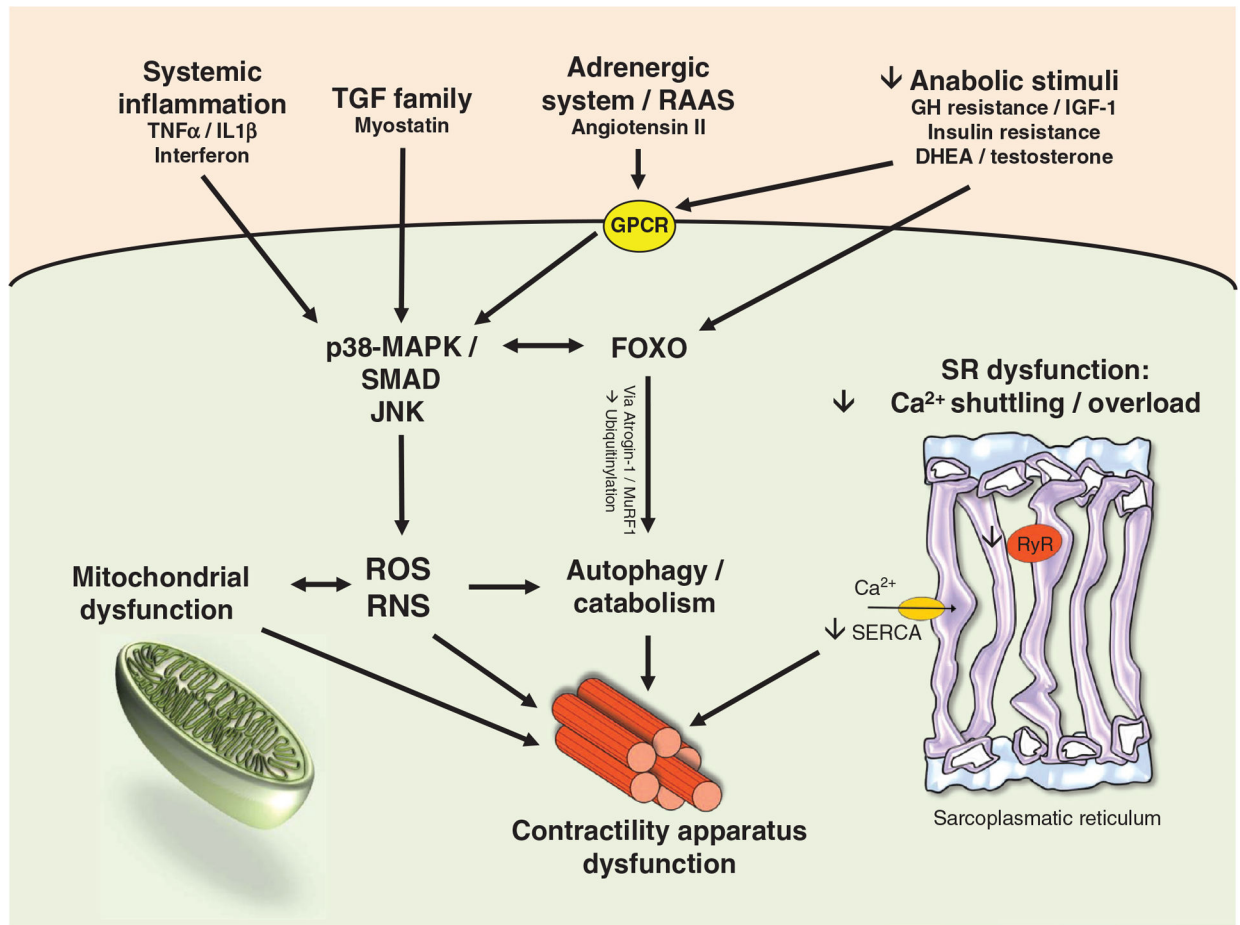 Systemic
inflammation
TNFα / IL1β
Interferon
TGF family
Myostatin
Adrenergic
system / RAAS
Angiotensin II
↓ Anabolic stimuli
GH resistance / IGF-1
Insulin resistance
DHEA / testosterone
GPCR
p38-MAPK /
SMAD
JNK
FOXO
Via Atrogin-1 / MuRF1
→ Ubiquitinylation
SR dysfunction:
↓ Ca²⁺ shuttling / overload
↓ RyR
Ca²⁺
↓ SERCA
Mitochondrial
dysfunction
ROS
RNS
Autophagy /
catabolism
Sarcoplasmatic reticulum
Contractility apparatus
dysfunction